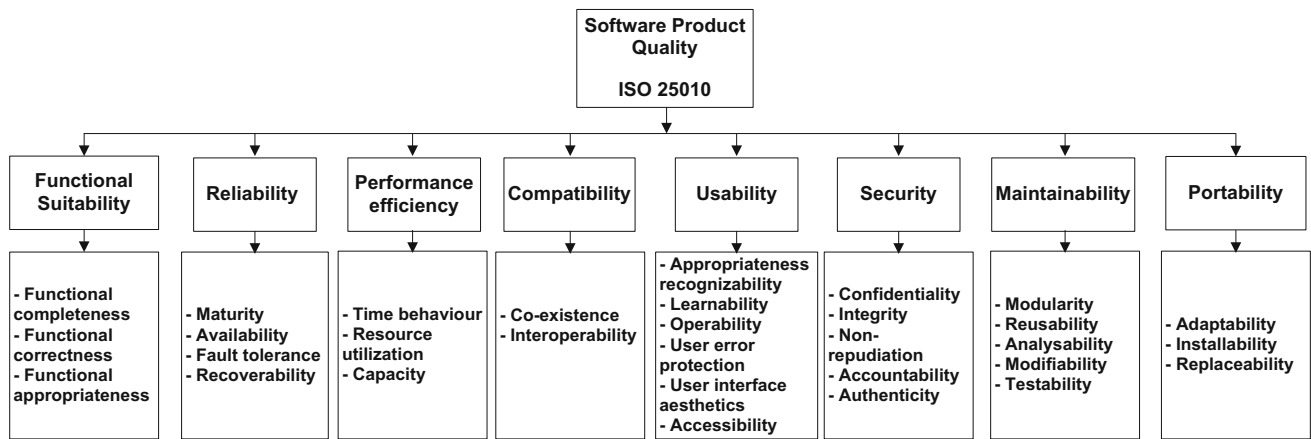 Software Product
Quality
ISO 25010
Functional
Suitability
Reliability
Performance
efficiency
Compatibility
Usability
Security
Maintainability
Portability
- Functional
completeness
- Functional
correctness
- Functional
appropriateness
- Maturity
- Availability
- Fault tolerance
- Recoverability
- Time behaviour
- Resource
utilization
- Capacity
- Co-existence
- Interoperability
- Appropriateness
recognizability
- Learnability
- Operability
- User error
protection
- User interface
aesthetics
- Accessibility
- Confidentiality
- Integrity
- Non-
repudiation
- Accountability
- Authenticity
- Modularity
- Reusability
- Analysability
- Modifiability
- Testability
- Adaptability
- Installability
- Replaceability